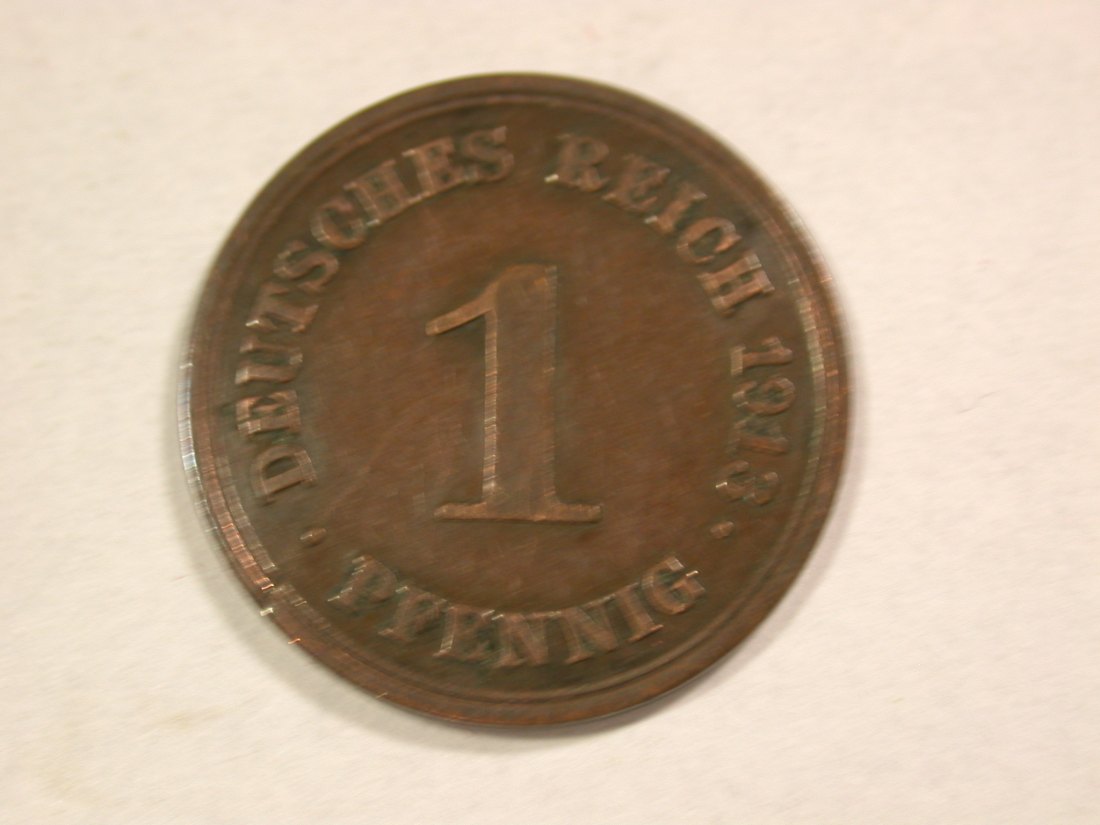 DEUTSCHES REICH 1913
1
· PFENNIG ·